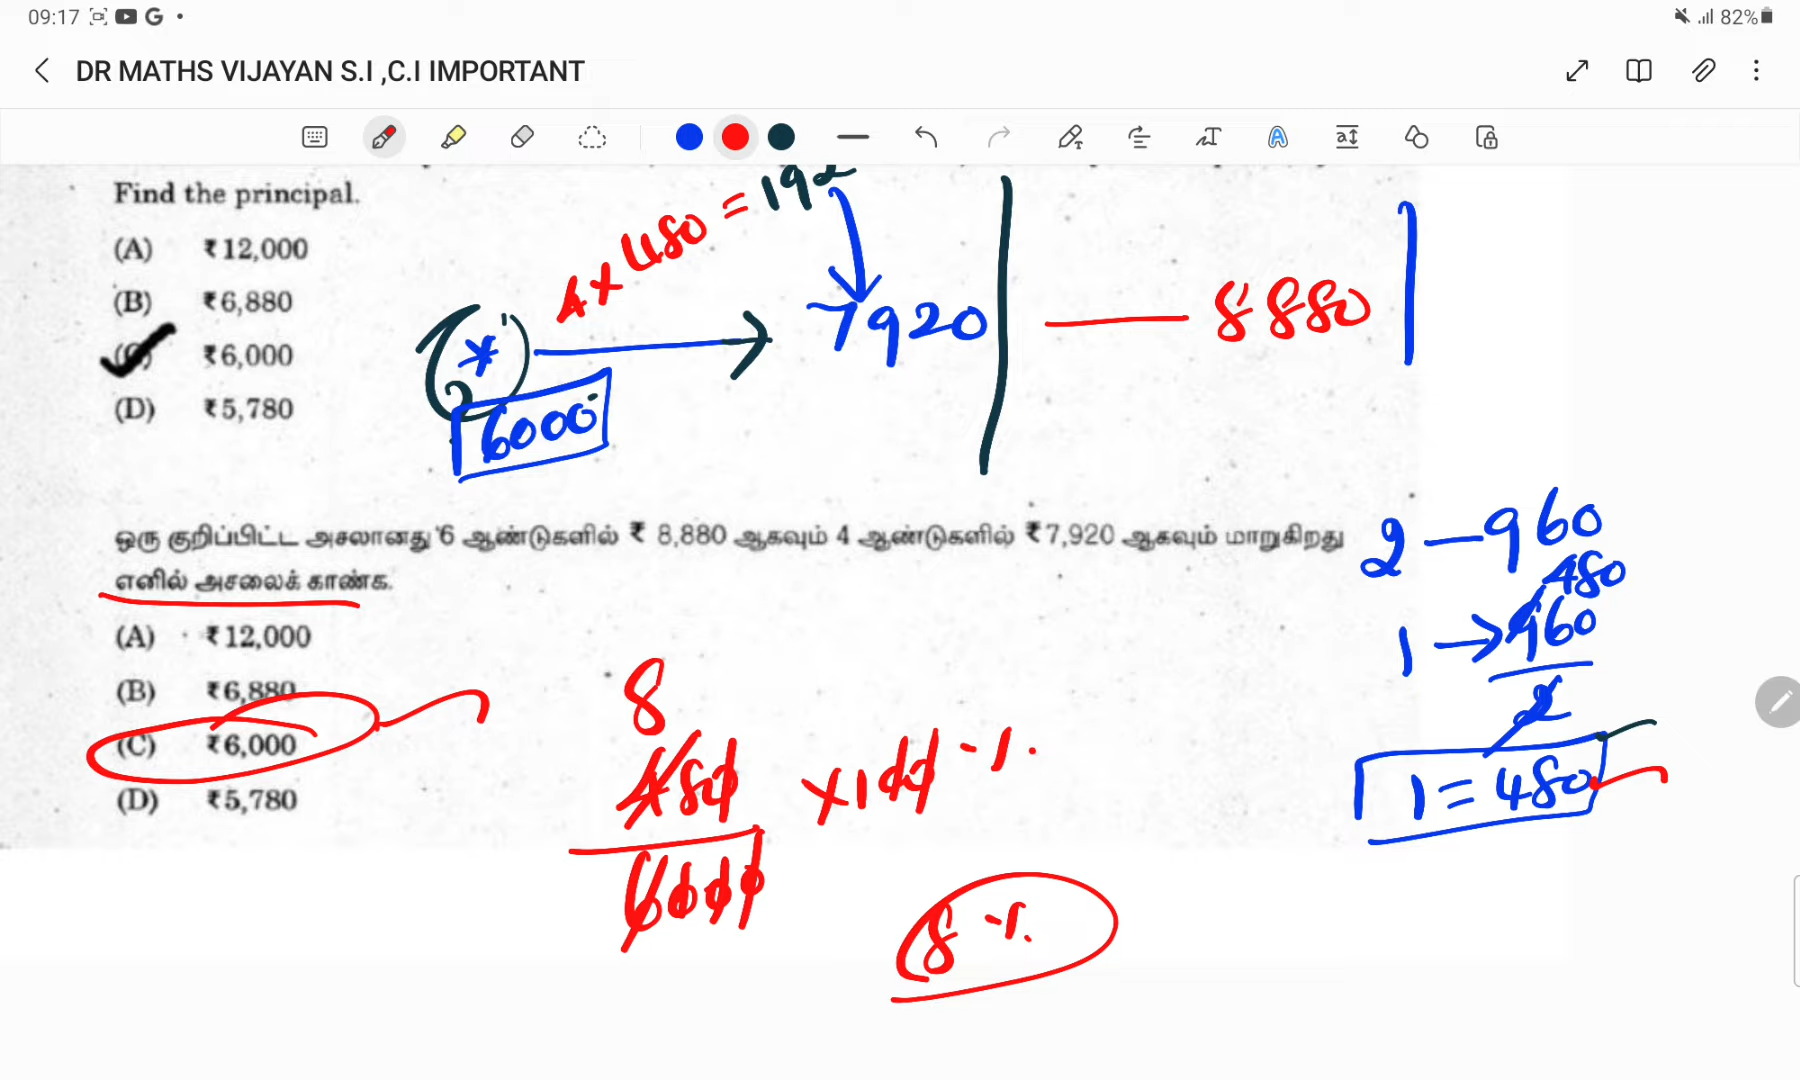 09:17 G 82%
DR MATHS VIJAYAN S.I ,C.I IMPORTANT
Find the principal.
(A) ₹12,000
(B) ₹6,880
(C) ₹6,000
(D) ₹5,780
4 × 480 = 192
* 7920 8880
6000
ஒரு குறிப்பிட்ட அசலானது 6 ஆண்டுகளில் ₹ 8,880 ஆகவும் 4 ஆண்டுகளில் ₹7,920 ஆகவும் மாறுகிறது
எனில் அசலைக் காண்க.
(A) ₹12,000
(B) ₹6,880
(C) ₹6,000
(D) ₹5,780
2 — 960
480
1 → 960
2
1 = 480
8
480 × 100 %
6000
8 %